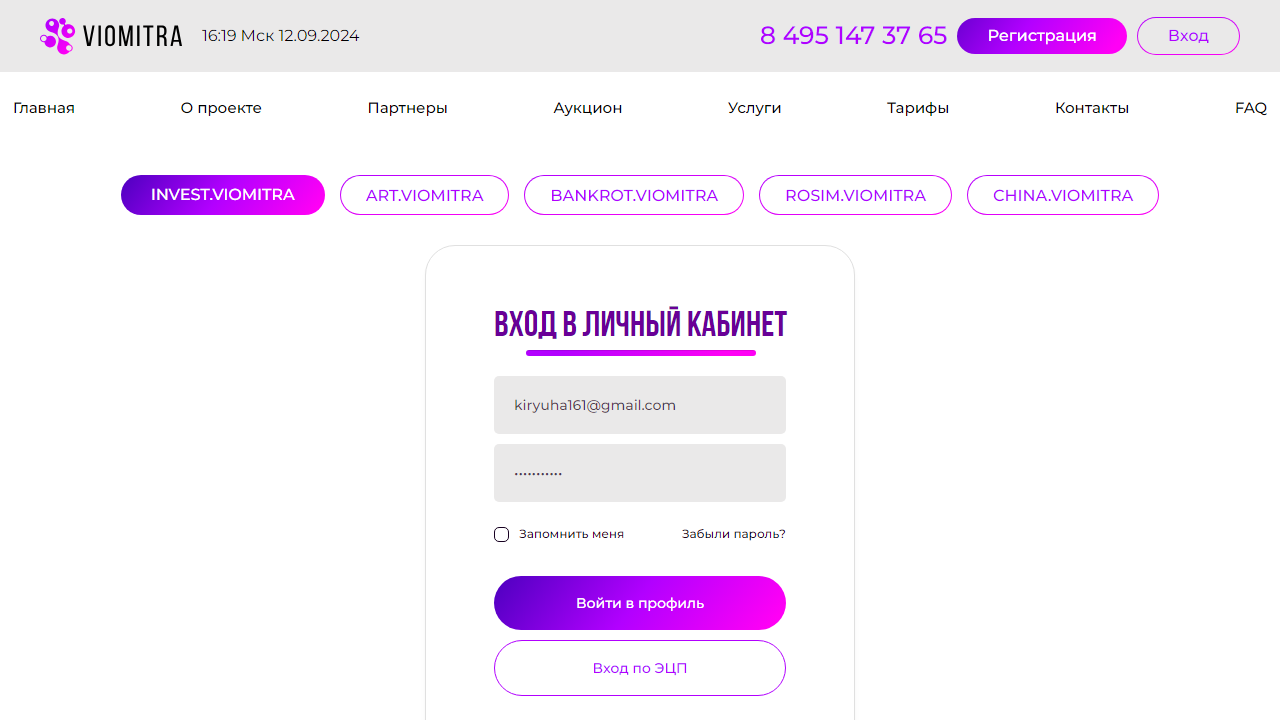 VIOMITRA 16:19 Мск 12.09.2024 8 495 147 37 65 Регистрация Вход
Главная О проекте Партнеры Аукцион Услуги Тарифы Контакты FAQ
INVEST.VIOMITRA ART.VIOMITRA BANKROT.VIOMITRA ROSIM.VIOMITRA CHINA.VIOMITRA
ВХОД В ЛИЧНЫЙ КАБИНЕТ
kiryuha161@gmail.com
•••••••••••
Запомнить меня Забыли пароль?
Войти в профиль
Вход по ЭЦП